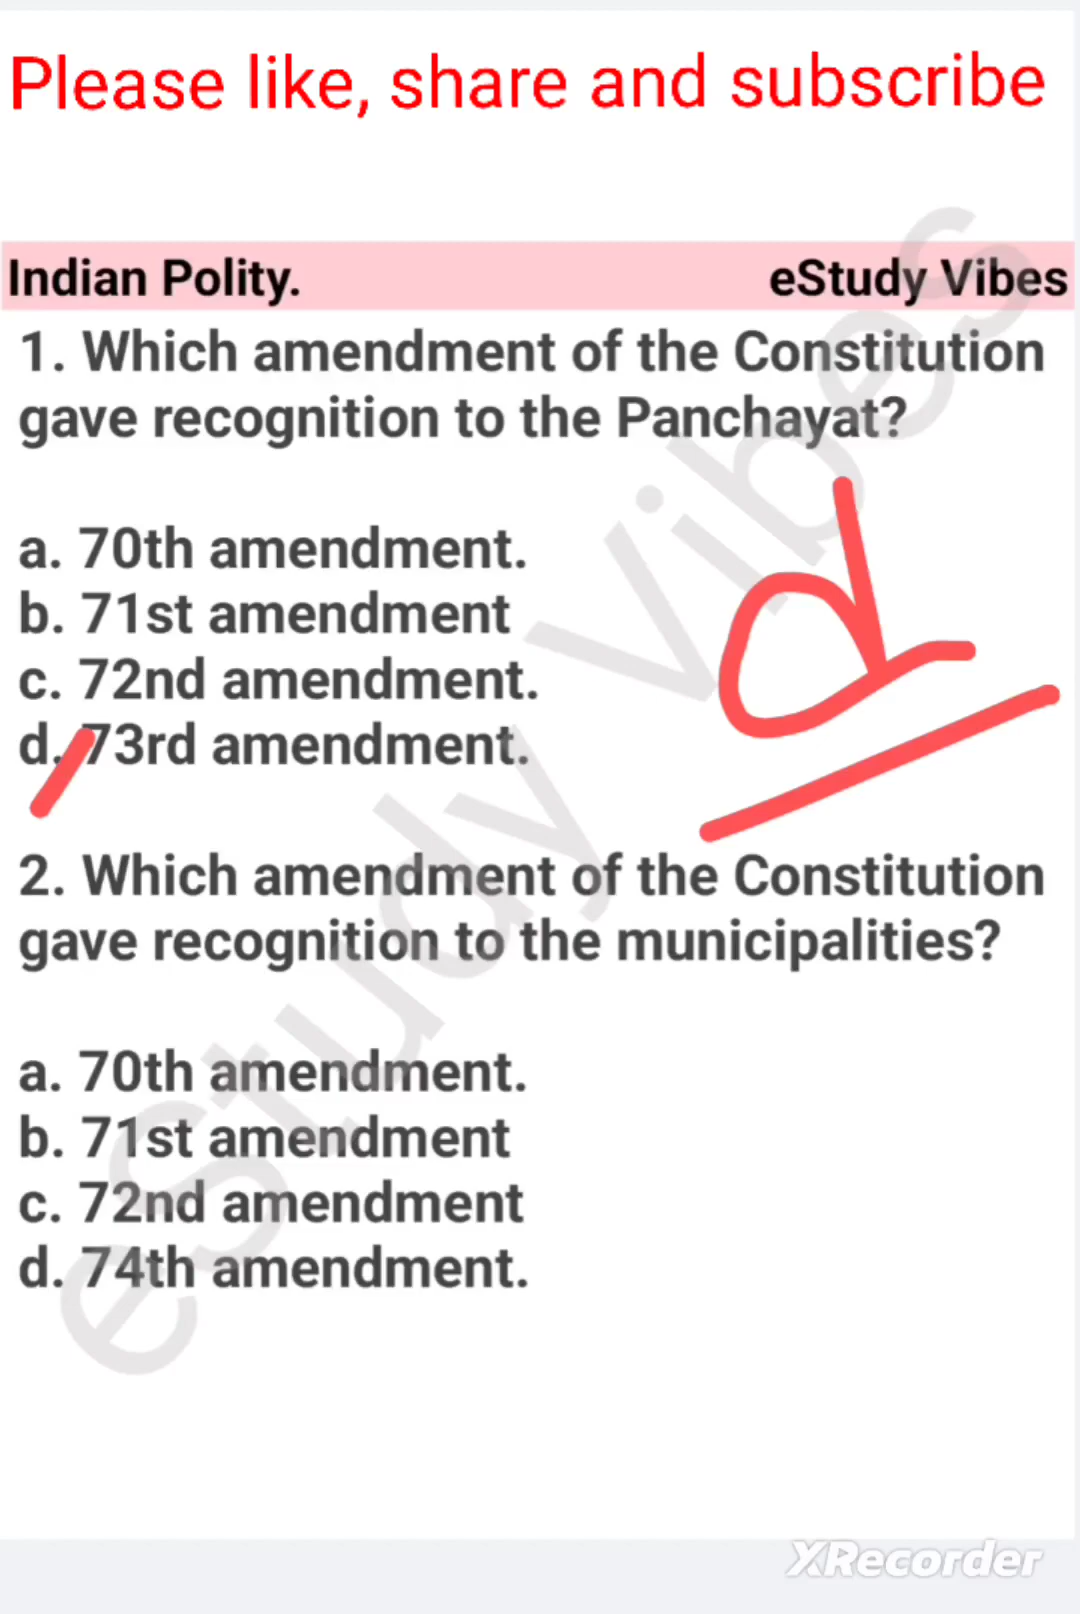 Please like, share and subscribe
Indian Polity. eStudy Vibes
1. Which amendment of the Constitution
gave recognition to the Panchayat?
a. 70th amendment.
b. 71st amendment
c. 72nd amendment.
d. 73rd amendment.
d
2. Which amendment of the Constitution
gave recognition to the municipalities?
a. 70th amendment.
b. 71st amendment
c. 72nd amendment
d. 74th amendment.
eStudy Vibes
XRecorder